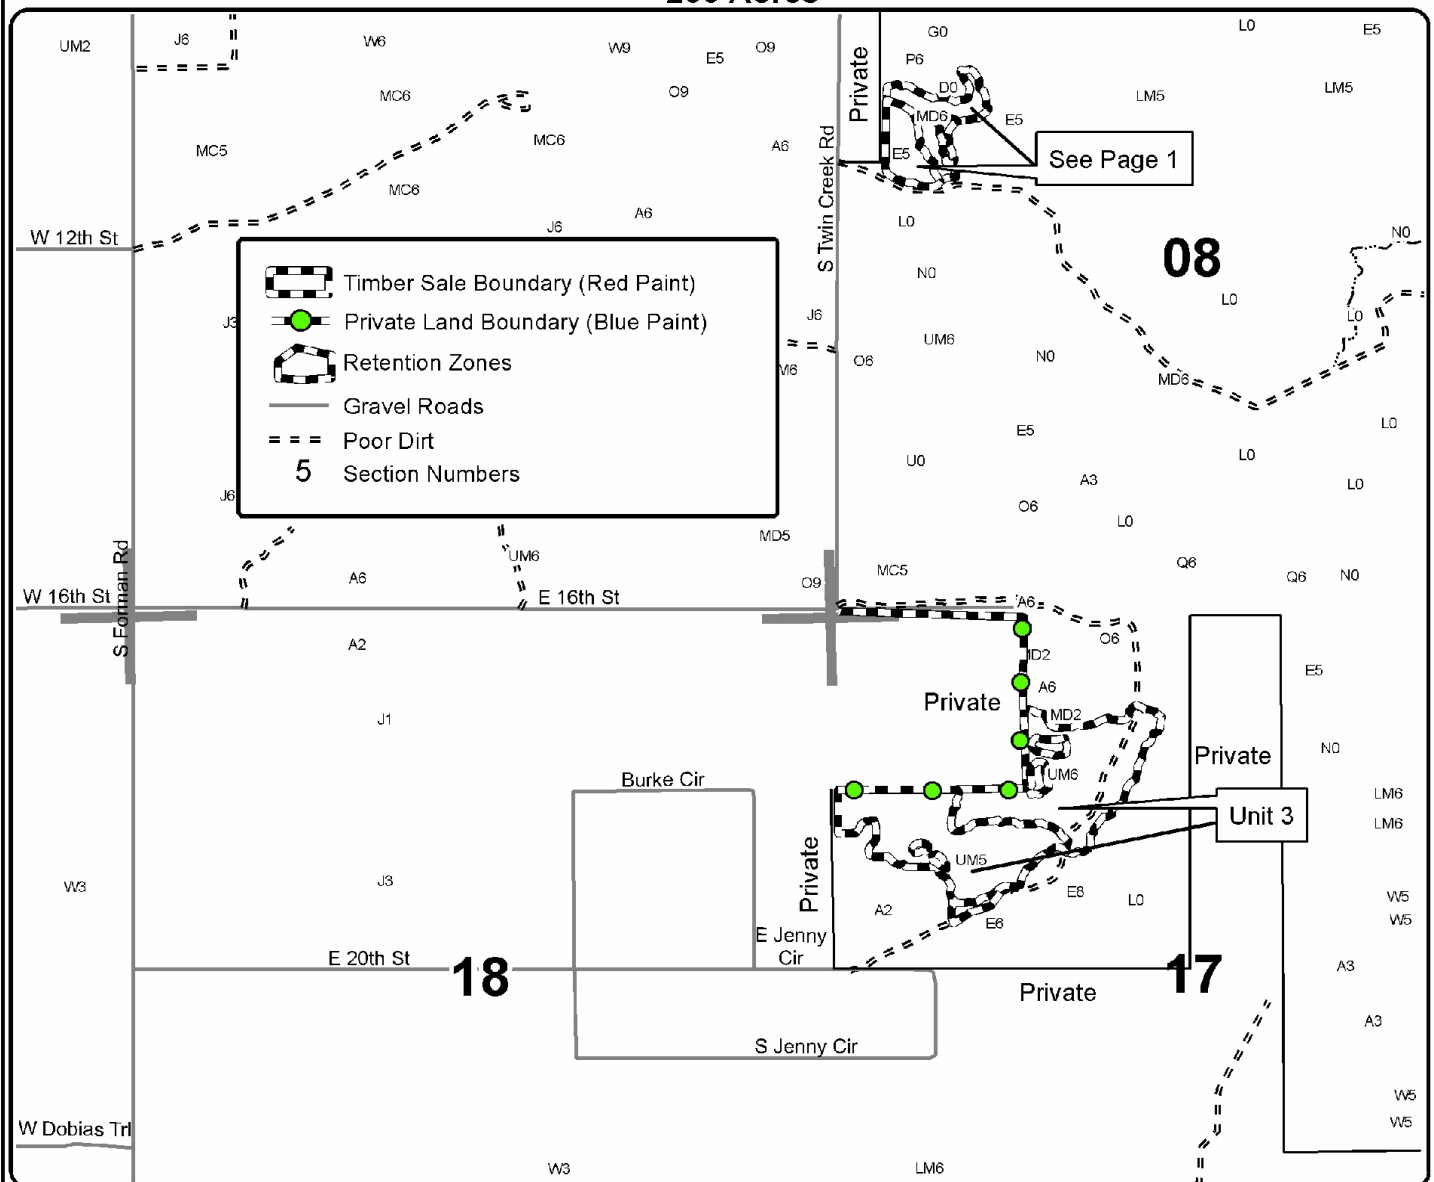 UM2
J6
W6
W9
E5
O9
G0
L0
E5
P6
MC6
O9
D0
LM5
LM5
Private
MD6
E5
MC5
MC6
A6
S Twin Creek Rd
E5
See Page 1
MC6
A6
J6
L0
W 12th St
08
N0
N0
Timber Sale Boundary (Red Paint)
Private Land Boundary (Blue Paint)
Retention Zones
Gravel Roads
Poor Dirt
5 Section Numbers
J3
J6
J6
L0
L0
UM6
N0
O6
MD6
E5
L0
U0
L0
A3
L0
O6
L0
MD5
UM6
S Forman Rd
A6
O9
MC5
Q6
Q6
N0
W 16th St
E 16th St
A6
A2
O6
E5
A6
Private
J1
MD2
Private
N0
Burke Cir
UM6
LM6
Unit 3
LM6
Private
UM5
W3
J3
A2
E8
L0
W5
W5
E6
E Jenny
Cir
E 20th St
18
17
A3
Private
A3
S Jenny Cir
W5
W5
W Dobias Trl
W3
LM6